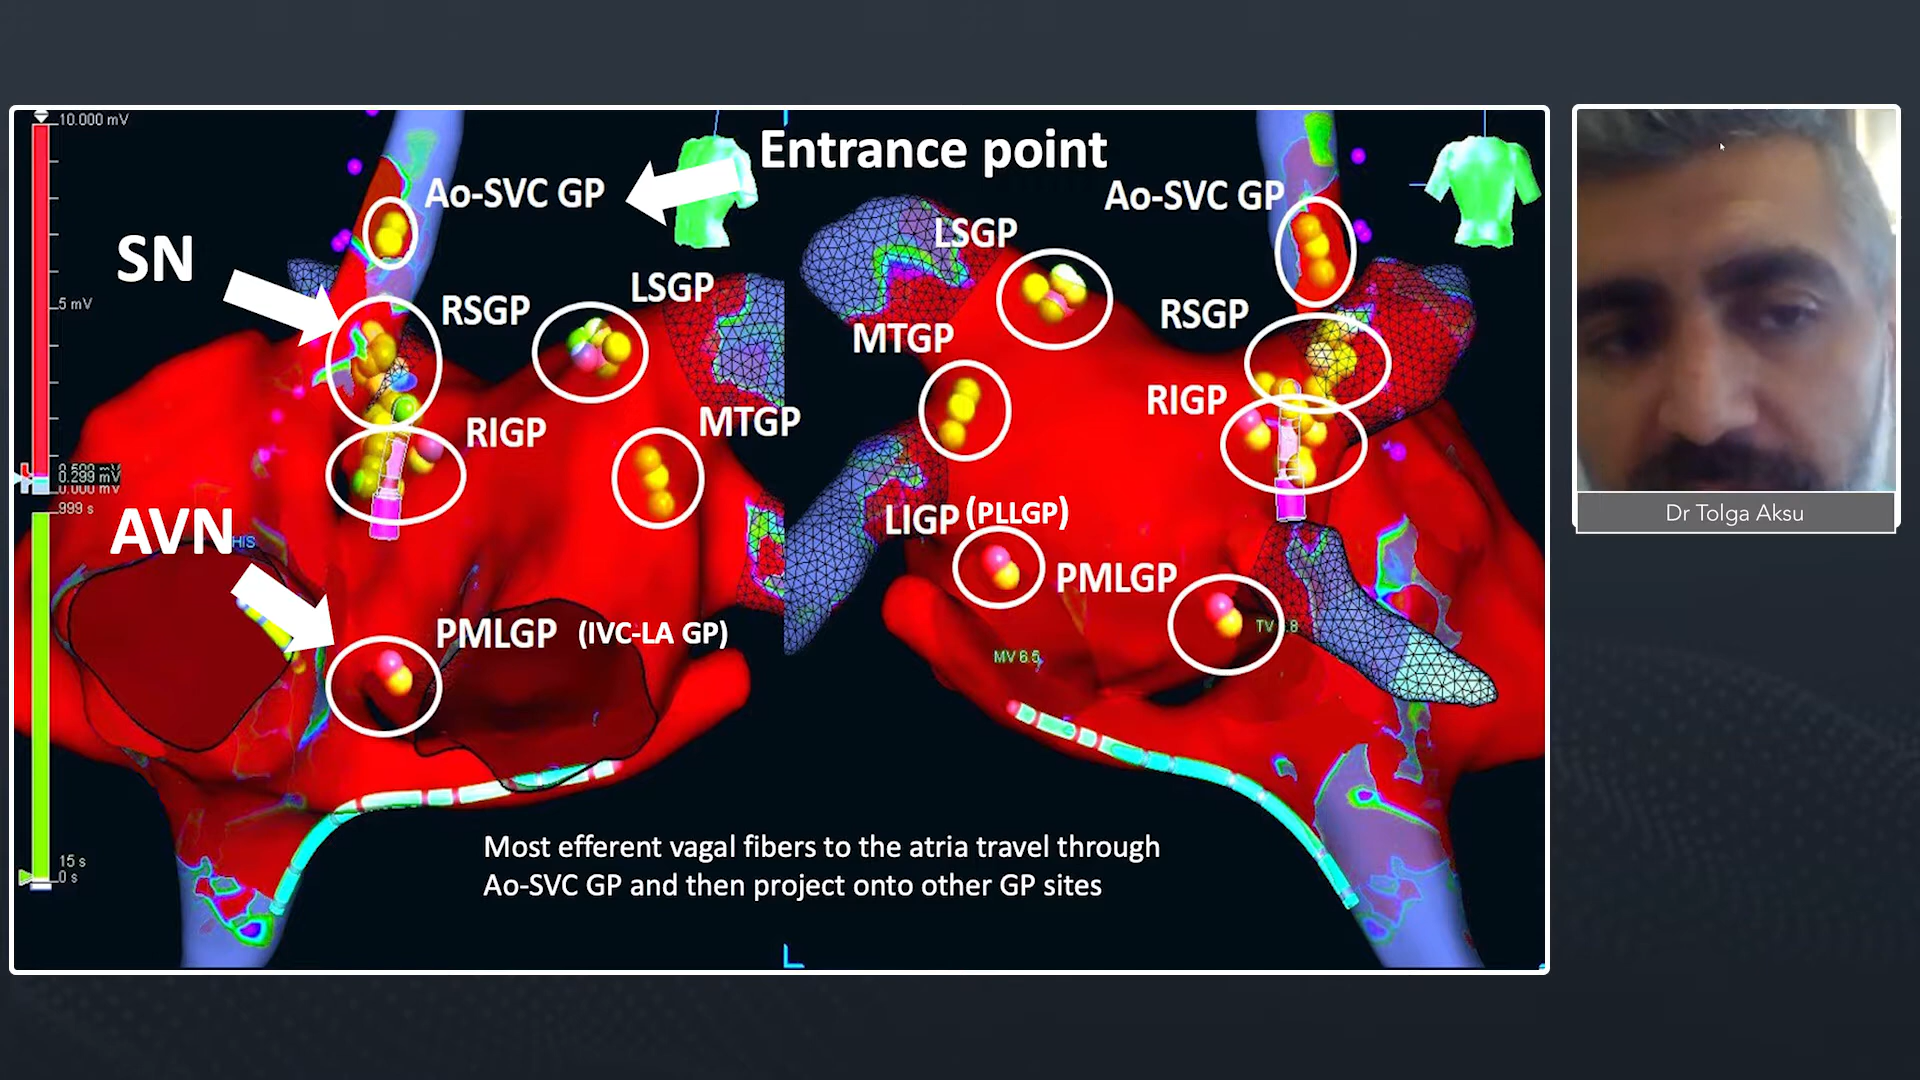 10.000 mV
Entrance point
Ao-SVC GP
Ao-SVC GP
LSGP
SN
LSGP
RSGP
5 mV
RSGP
MTGP
RIGP
MTGP
RIGP
0.299 mV
999 s
LIGP (PLLGP)
AVN
HIS
PMLGP
PMLGP (IVC-LA GP)
MV 6.5
Most efferent vagal fibers to the atria travel through
Ao-SVC GP and then project onto other GP sites
15 s
0 s
Dr Tolga Aksu